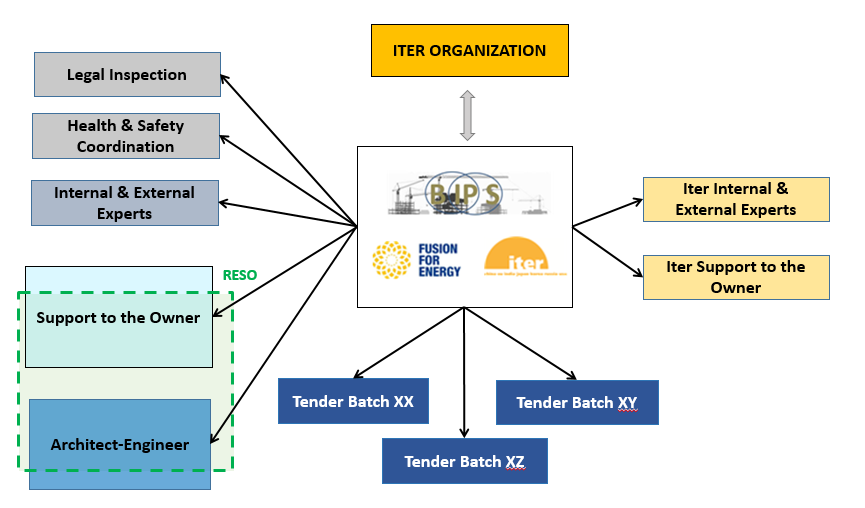 ITER ORGANIZATION
Legal Inspection
Health & Safety
Coordination
Internal & External
Experts
RESO
Support to the Owner
Architect-Engineer
BIPS
FUSION
FOR
ENERGY
iter
Iter Internal &
External Experts
Iter Support to the
Owner
Tender Batch XX
Tender Batch XY
Tender Batch XZ